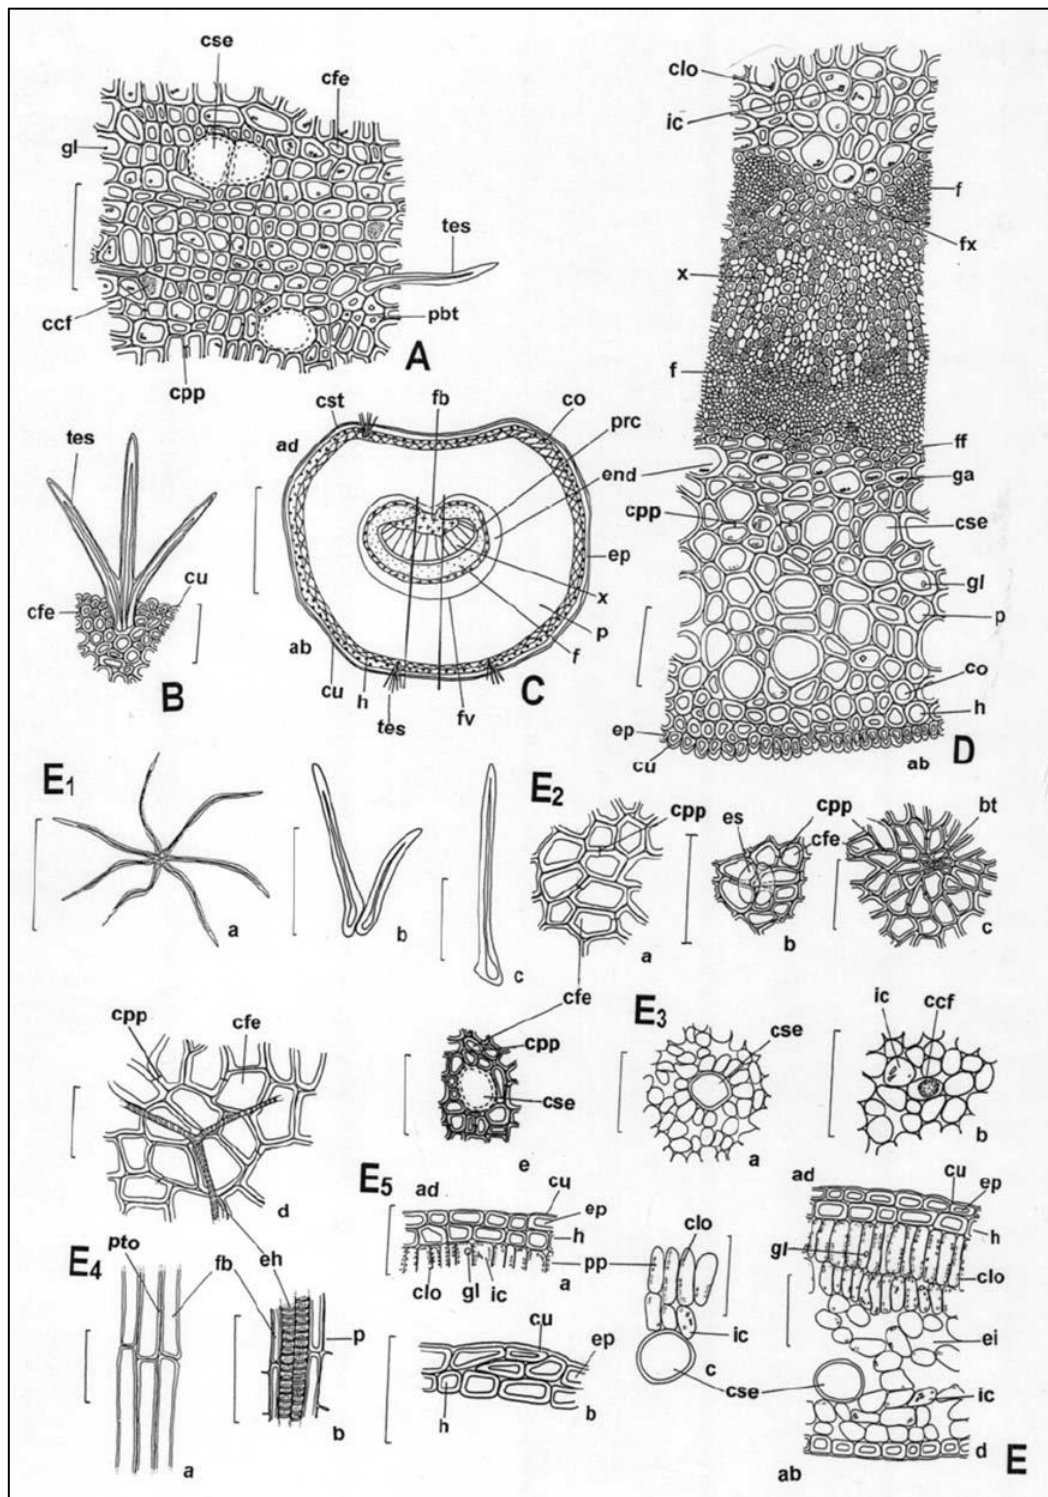 cse
cfe
gl
tes
ccf
pbt
cpp
A
clo
ic
f
fx
x
f
ff
ga
cpp
cse
gl
p
co
h
ep
cu
ab
D
tes
cu
cfe
B
cst
fb
co
ad
prc
end
ep
x
p
f
ab
cu
h
tes
fv
C
E1
a
b
c
E2
cpp
es
cpp
bt
cfe
a
b
c
cfe
cpp
cfe
d
eh
cpp
cse
e
E3
cse
ic
ccf
a
b
E4
pto
fb
p
a
b
E5
ad
cu
ep
h
a
clo
gl
ic
pp
cu
ep
h
b
clo
ic
c
cse
ad
cu
ep
h
gl
clo
ei
ic
d
ab
E